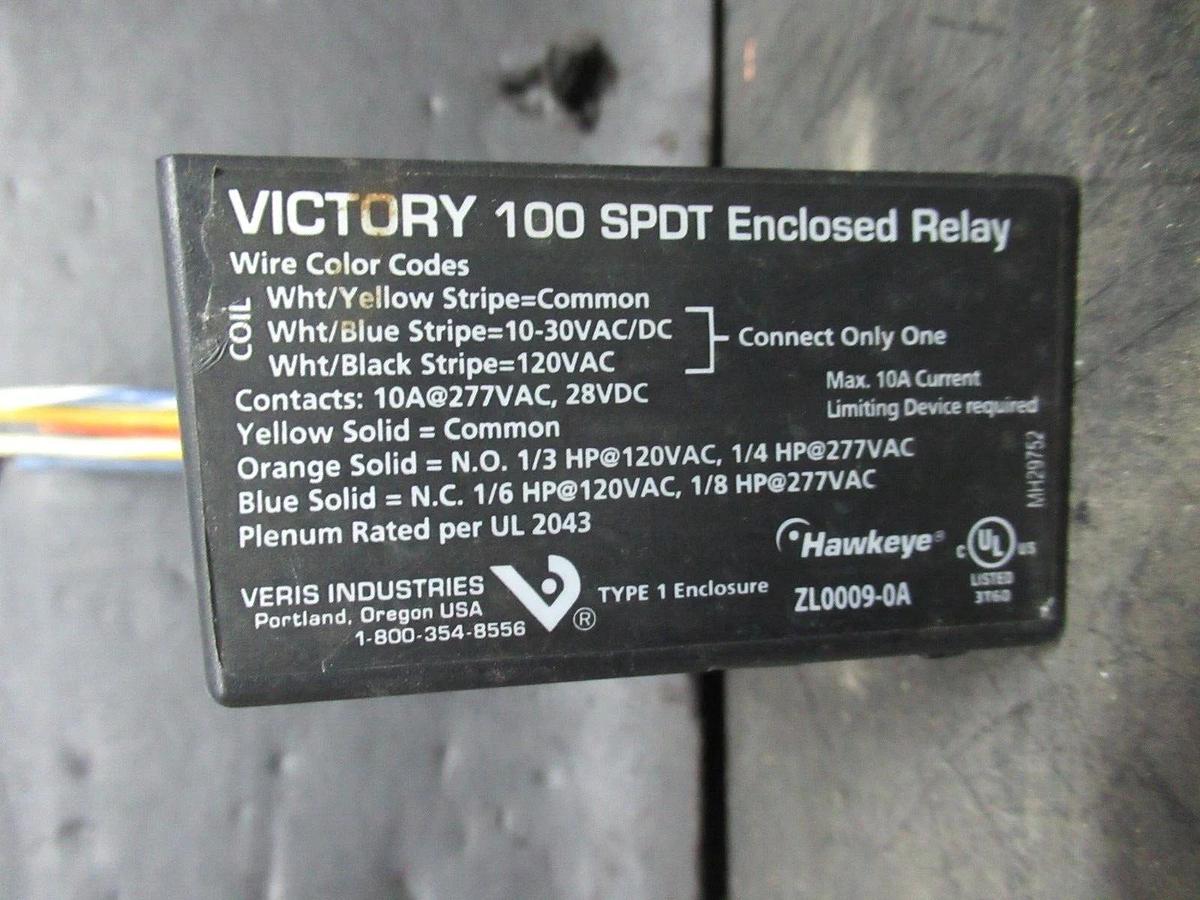 VICTORY 100 SPDT Enclosed Relay
Wire Color Codes
COIL
Wht/Yellow Stripe=Common
Wht/Blue Stripe=10-30VAC/DC
Wht/Black Stripe=120VAC
Connect Only One
Contacts: 10A@277VAC, 28VDC
Max. 10A Current
Limiting Device required
Yellow Solid = Common
Orange Solid = N.O. 1/3 HP@120VAC, 1/4 HP@277VAC
Blue Solid = N.C. 1/6 HP@120VAC, 1/8 HP@277VAC
Plenum Rated per UL 2043
MH29752
Hawkeye®
C UL US
LISTED
3T60
VERIS INDUSTRIES
Portland, Oregon USA
1-800-354-8556
®
TYPE 1 Enclosure
ZL0009-0A